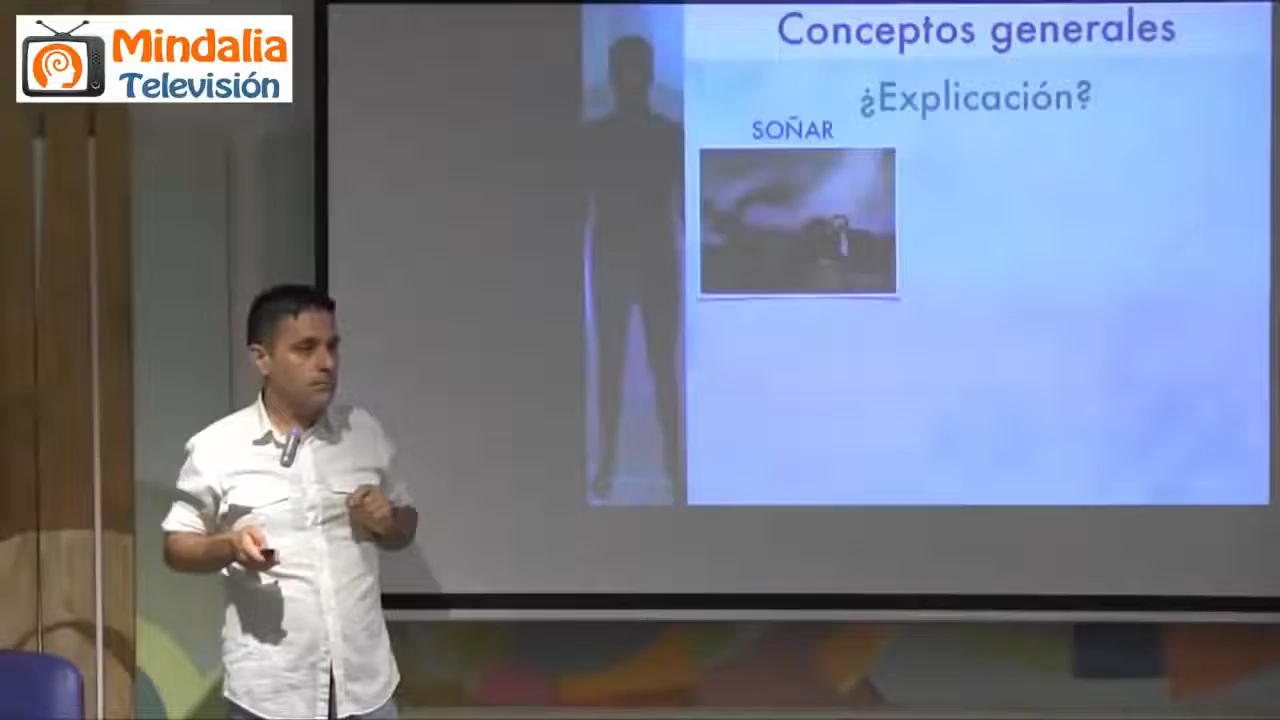 Mindalia
Televisión
Conceptos generales
¿Explicación?
SOÑAR